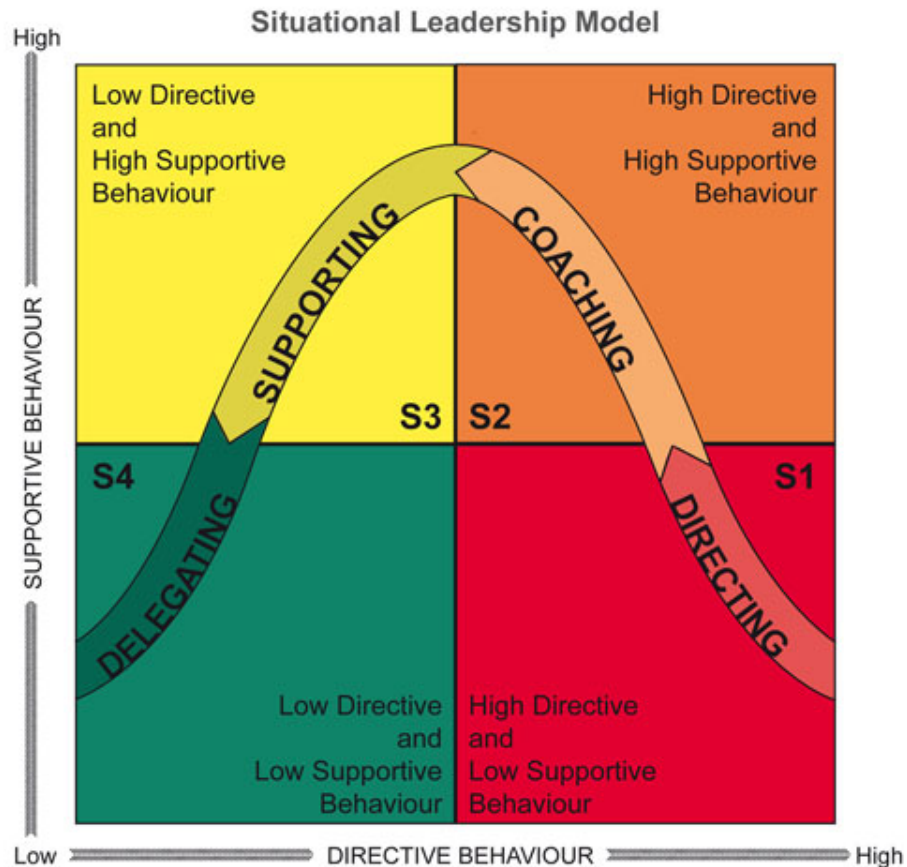 Situational Leadership Model
High
Low Directive
and
High Supportive
Behaviour
High Directive
and
High Supportive
Behaviour
SUPPORTING
COACHING
SUPPORTIVE BEHAVIOUR
S3
S2
S4
S1
DELEGATING
DIRECTING
Low Directive
and
Low Supportive
Behaviour
High Directive
and
Low Supportive
Behaviour
Low
DIRECTIVE BEHAVIOUR
High